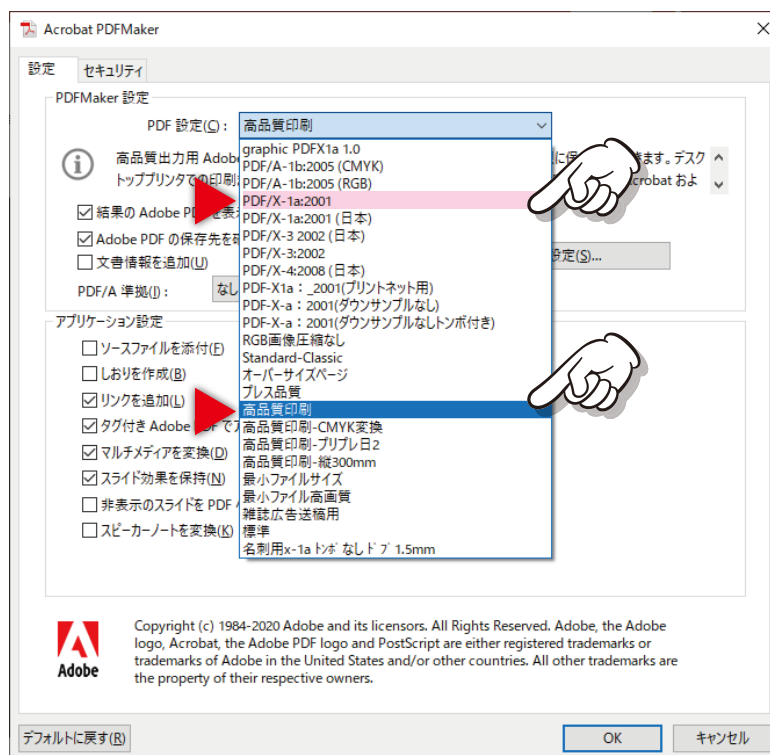 Acrobat PDFMaker
設定 セキュリティ
PDFMaker 設定
PDF 設定(C)： 高品質印刷
graphic PDFX1a 1.0
高品質出力用 Adobe PDF/A-1b:2005 (CMYK) ます。デスク
トッププリンタでの印刷 PDF/A-1b:2005 (RGB) Acrobat およ
PDF/X-1a:2001
結果の Adobe PDF を表 PDF/X-1a:2001 (日本)
Adobe PDF の保存先を確 PDF/X-3 2002 (日本)
PDF/X-3:2002 設定(S)...
文書情報を追加(U) PDF/X-4:2008 (日本)
PDF/A 準拠(J)： なし PDF-X1a：_2001(プリントネット用)
PDF-X-a：2001(ダウンサンプルなし)
アプリケーション設定 PDF-X-a：2001(ダウンサンプルなしトンボ付き)
ソースファイルを添付(F) RGB画像圧縮なし
Standard-Classic
しおりを作成(B) オーバーサイズページ
プレス品質
リンクを追加(L) 高品質印刷
タグ付き Adobe PDF で 高品質印刷-CMYK変換
高品質印刷-プリプレ日2
マルチメディアを変換(D) 高品質印刷-縦300mm
スライド効果を保持(N) 最小ファイルサイズ
非表示のスライドを PDF 最小ファイル高画質
雑誌広告送稿用
スピーカーノートを変換(K) 標準
名刺用x-1a ﾄﾝﾎﾞなしﾄﾞﾌﾞ1.5mm
Copyright (c) 1984-2020 Adobe and its licensors. All Rights Reserved. Adobe, the Adobe
logo, Acrobat, the Adobe PDF logo and PostScript are either registered trademarks or
trademarks of Adobe in the United States and/or other countries. All other trademarks are
the property of their respective owners.
Adobe
デフォルトに戻す(R) OK キャンセル